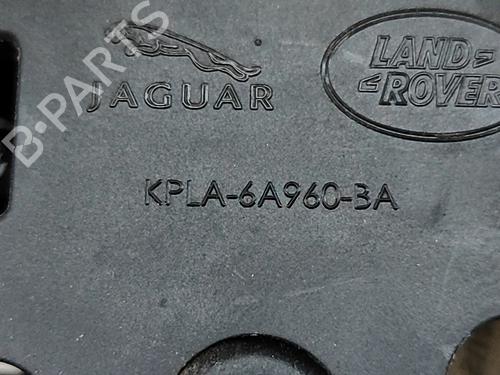 JAGUAR
LAND-
ROVER
KPLA-6A960-BA
B-PARTS